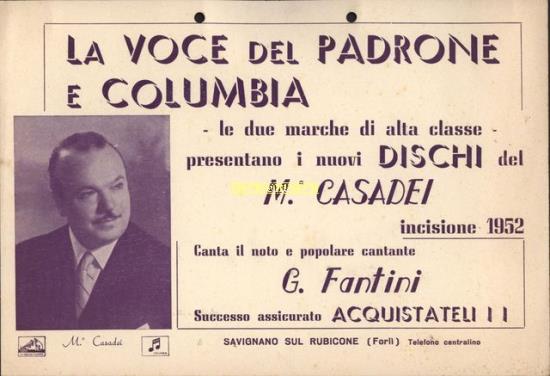 LA VOCE DEL PADRONE
E COLUMBIA
- le due marche di alta classe -
presentano i nuovi DISCHI del
M.º CASADEI
incisione 1952
Canta il noto e popolare cantante
G. Fantini
Successo assicurato ACQUISTATELI ! !
M.º Casadei
SAVIGNANO SUL RUBICONE (Forlì) Telefono centralino